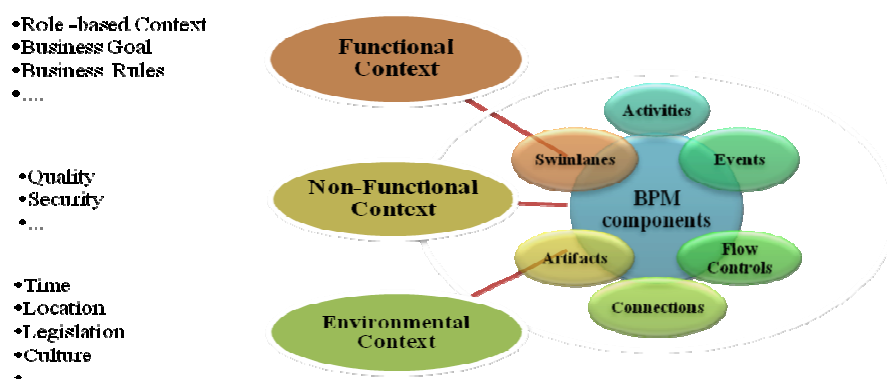 •Role -based Context
•Business Goal
•Business Rules
•....
•Quality
•Security
•...
•Time
•Location
•Legislation
•Culture
•
Functional
Context
Non-Functional
Context
Environmental
Context
Activities
Swimlanes
Events
BPM
components
Artifacts
Flow
Controls
Connections